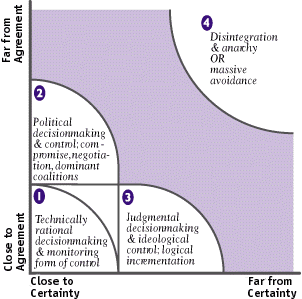 Far from
Agreement
4
Disintegration
& anarchy
OR
massive
avoidance
2
Political
decisionmaking
& control; com-
promise, negotia-
tion, dominant
coalitions
1
Technically
rational
decisionmaking
& monitoring
form of control
3
Judgmental
decisionmaking
& ideological
control; logical
incrementation
Close to
Agreement
Close to
Certainty
Far from
Certainty